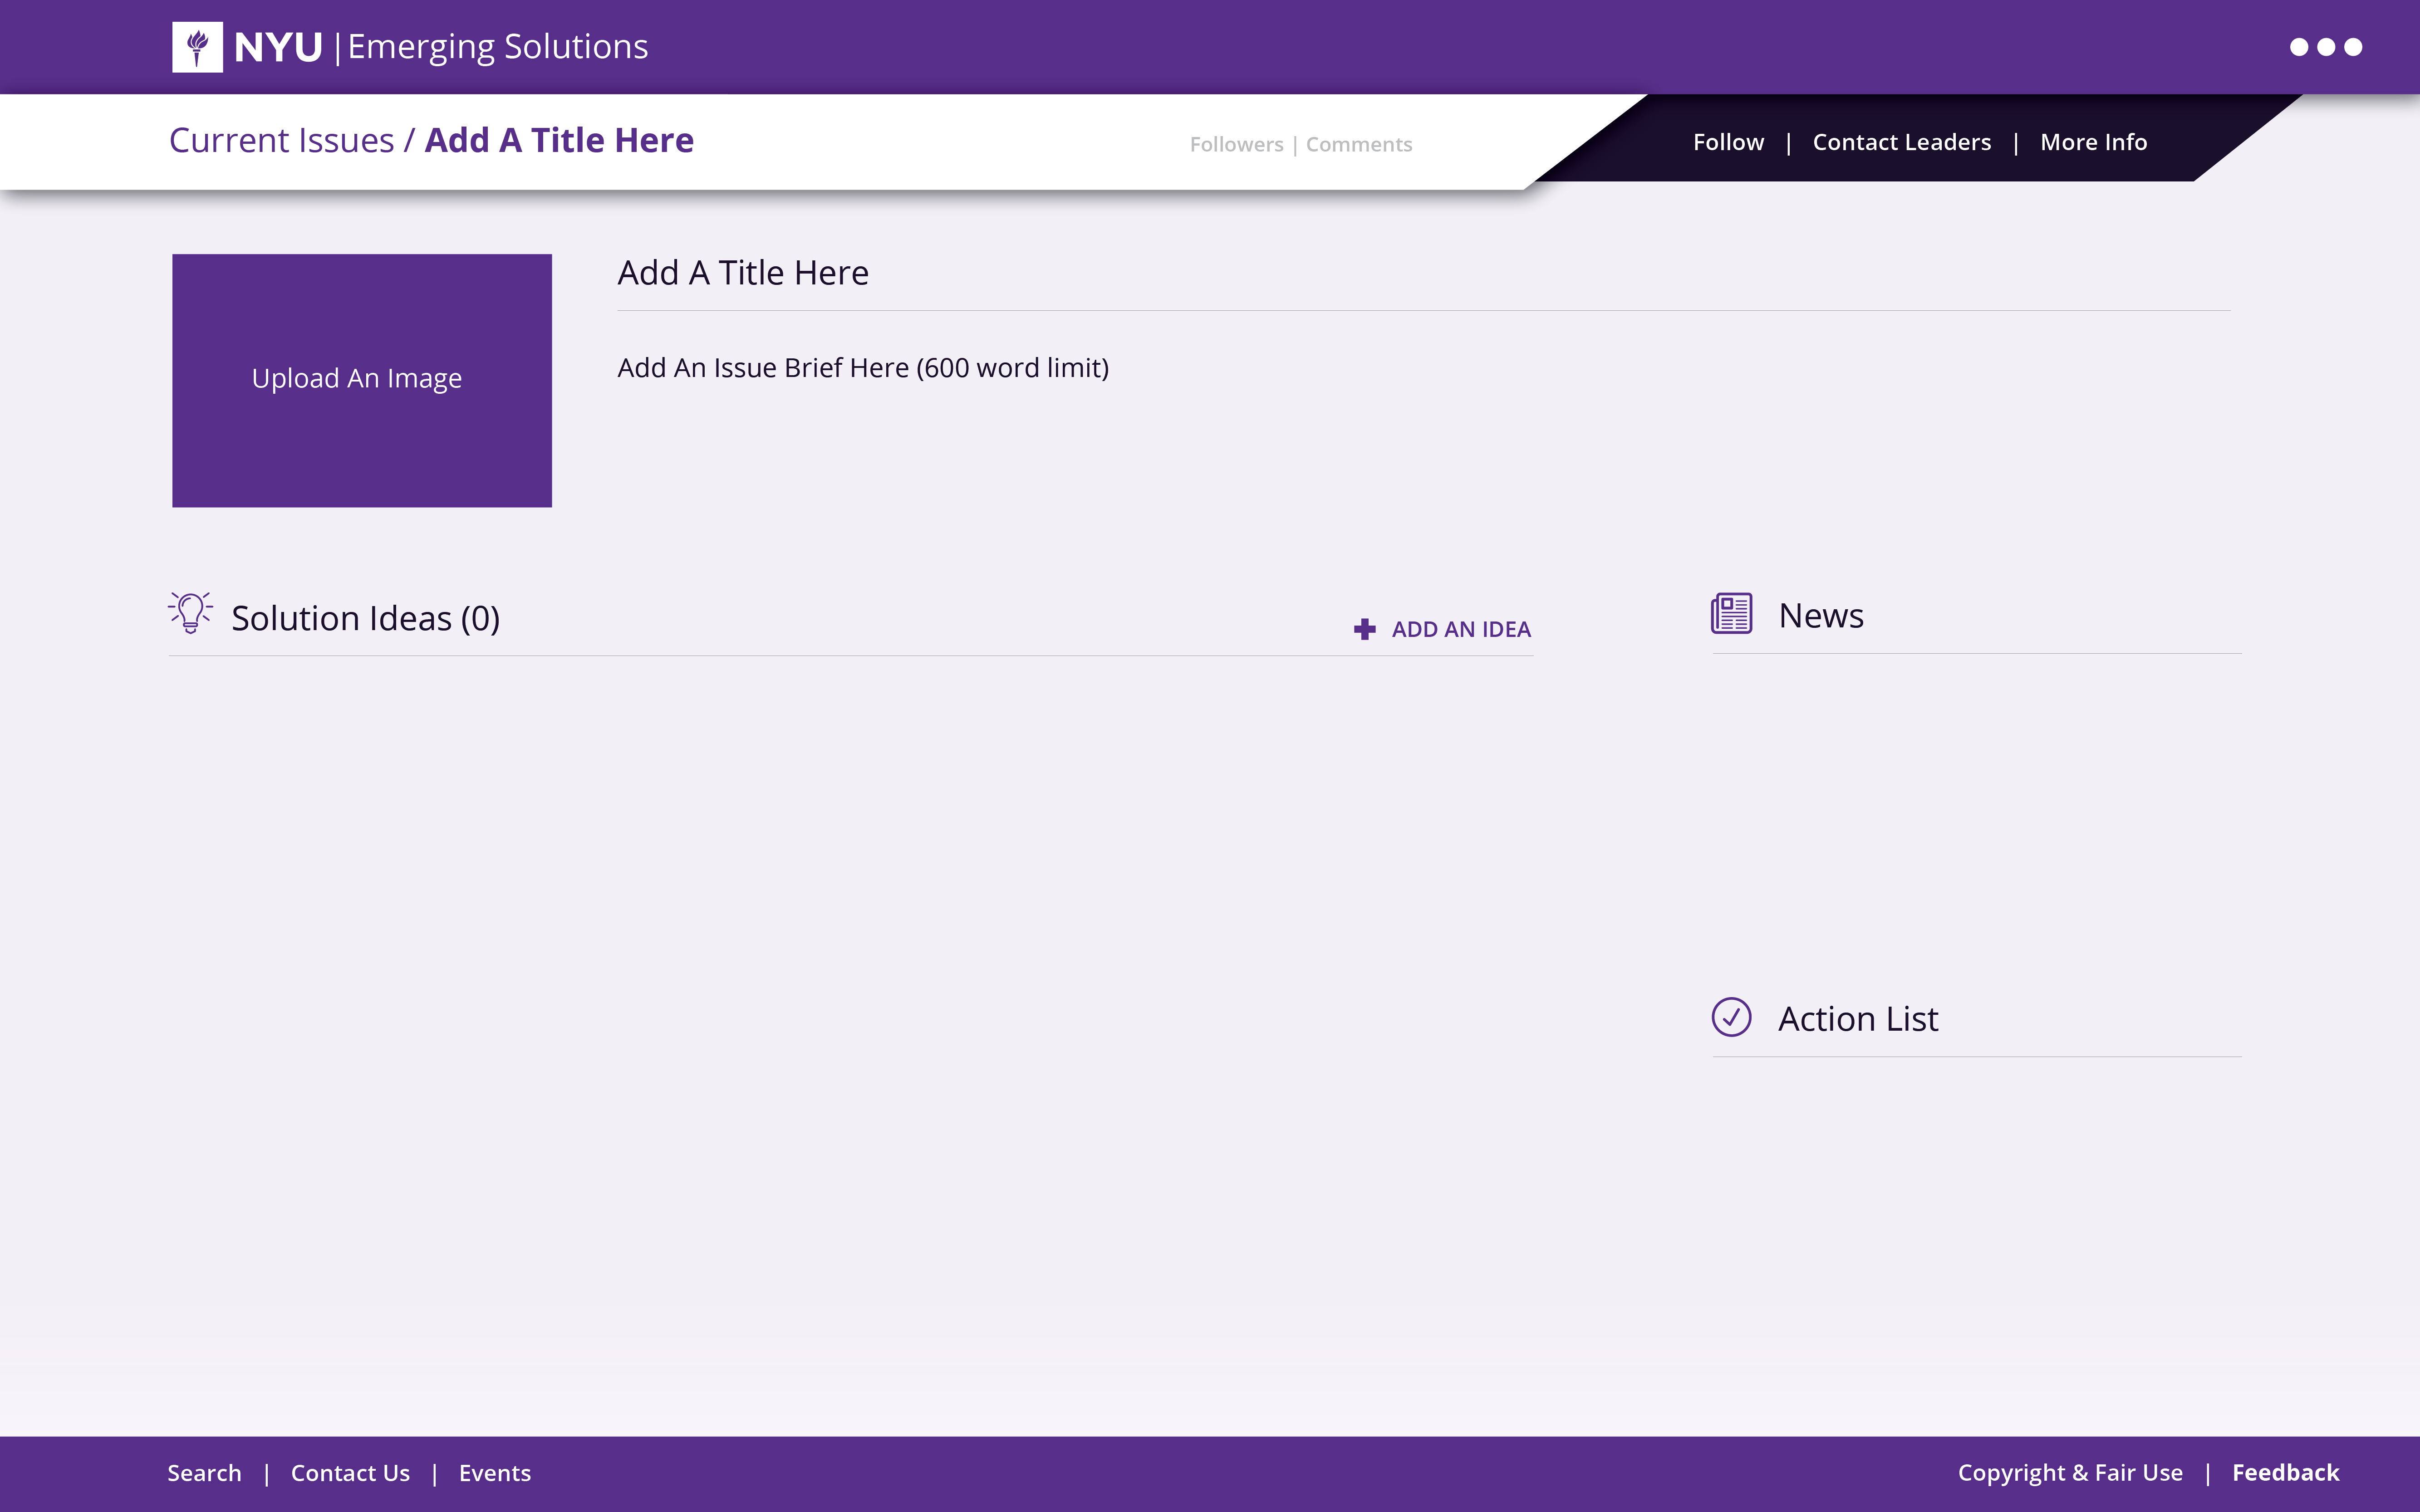 NYU | Emerging Solutions
Current Issues / Add A Title Here
Followers | Comments
Follow | Contact Leaders | More Info
Upload An Image
Add A Title Here
Add An Issue Brief Here (600 word limit)
Solution Ideas (0)
ADD AN IDEA
News
Action List
Search | Contact Us | Events
Copyright & Fair Use | Feedback